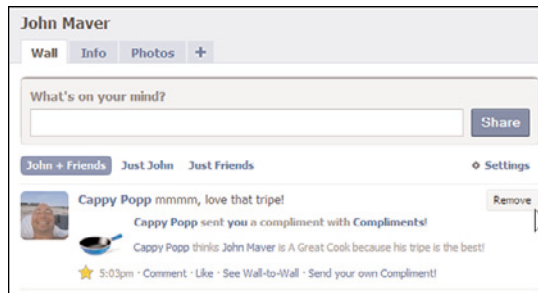 John Maver
Wall Info Photos +
What's on your mind?
Share
John + Friends Just John Just Friends Settings
Cappy Popp mmmm, love that tripe! Remove
Cappy Popp sent you a compliment with Compliments!
Cappy Popp thinks John Maver is A Great Cook because his tripe is the best!
5:03pm · Comment · Like · See Wall-to-Wall · Send your own Compliment!